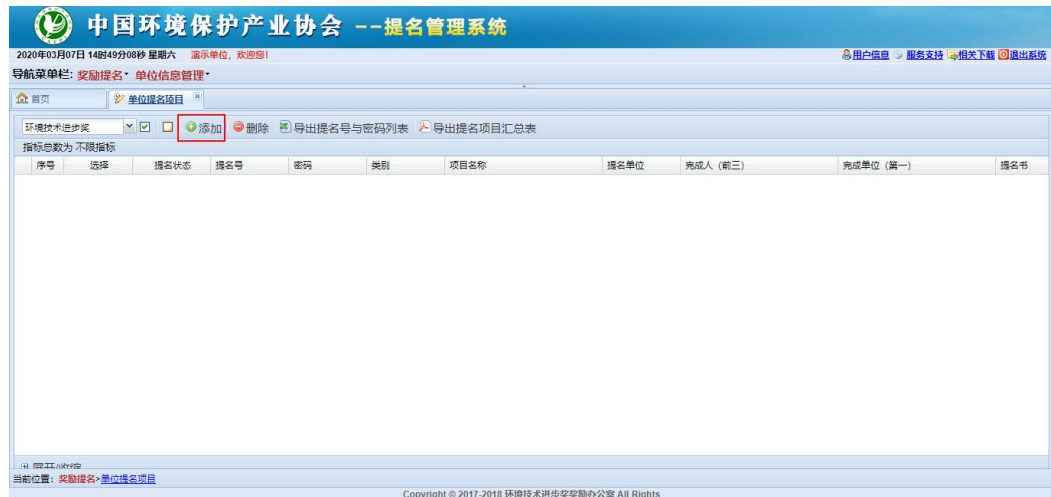 中国环境保护产业协会 --提名管理系统
2020年03月07日 14时49分08秒 星期六 演示单位, 欢迎您! 用户信息 服务支持 相关下载 退出系统
导航菜单栏: 奖励提名 单位信息管理
首页 单位提名项目
环境技术进步奖 添加 删除 导出提名号与密码列表 导出提名项目汇总表
指标总数为 不限指标
序号 选择 提名状态 提名号 密码 类别 项目名称 提名单位 完成人 (前三) 完成单位 (第一) 提名书
展开/收缩
当前位置: 奖励提名>单位提名项目
Copyright © 2017-2018 环境技术进步奖奖励办公室 All Rights